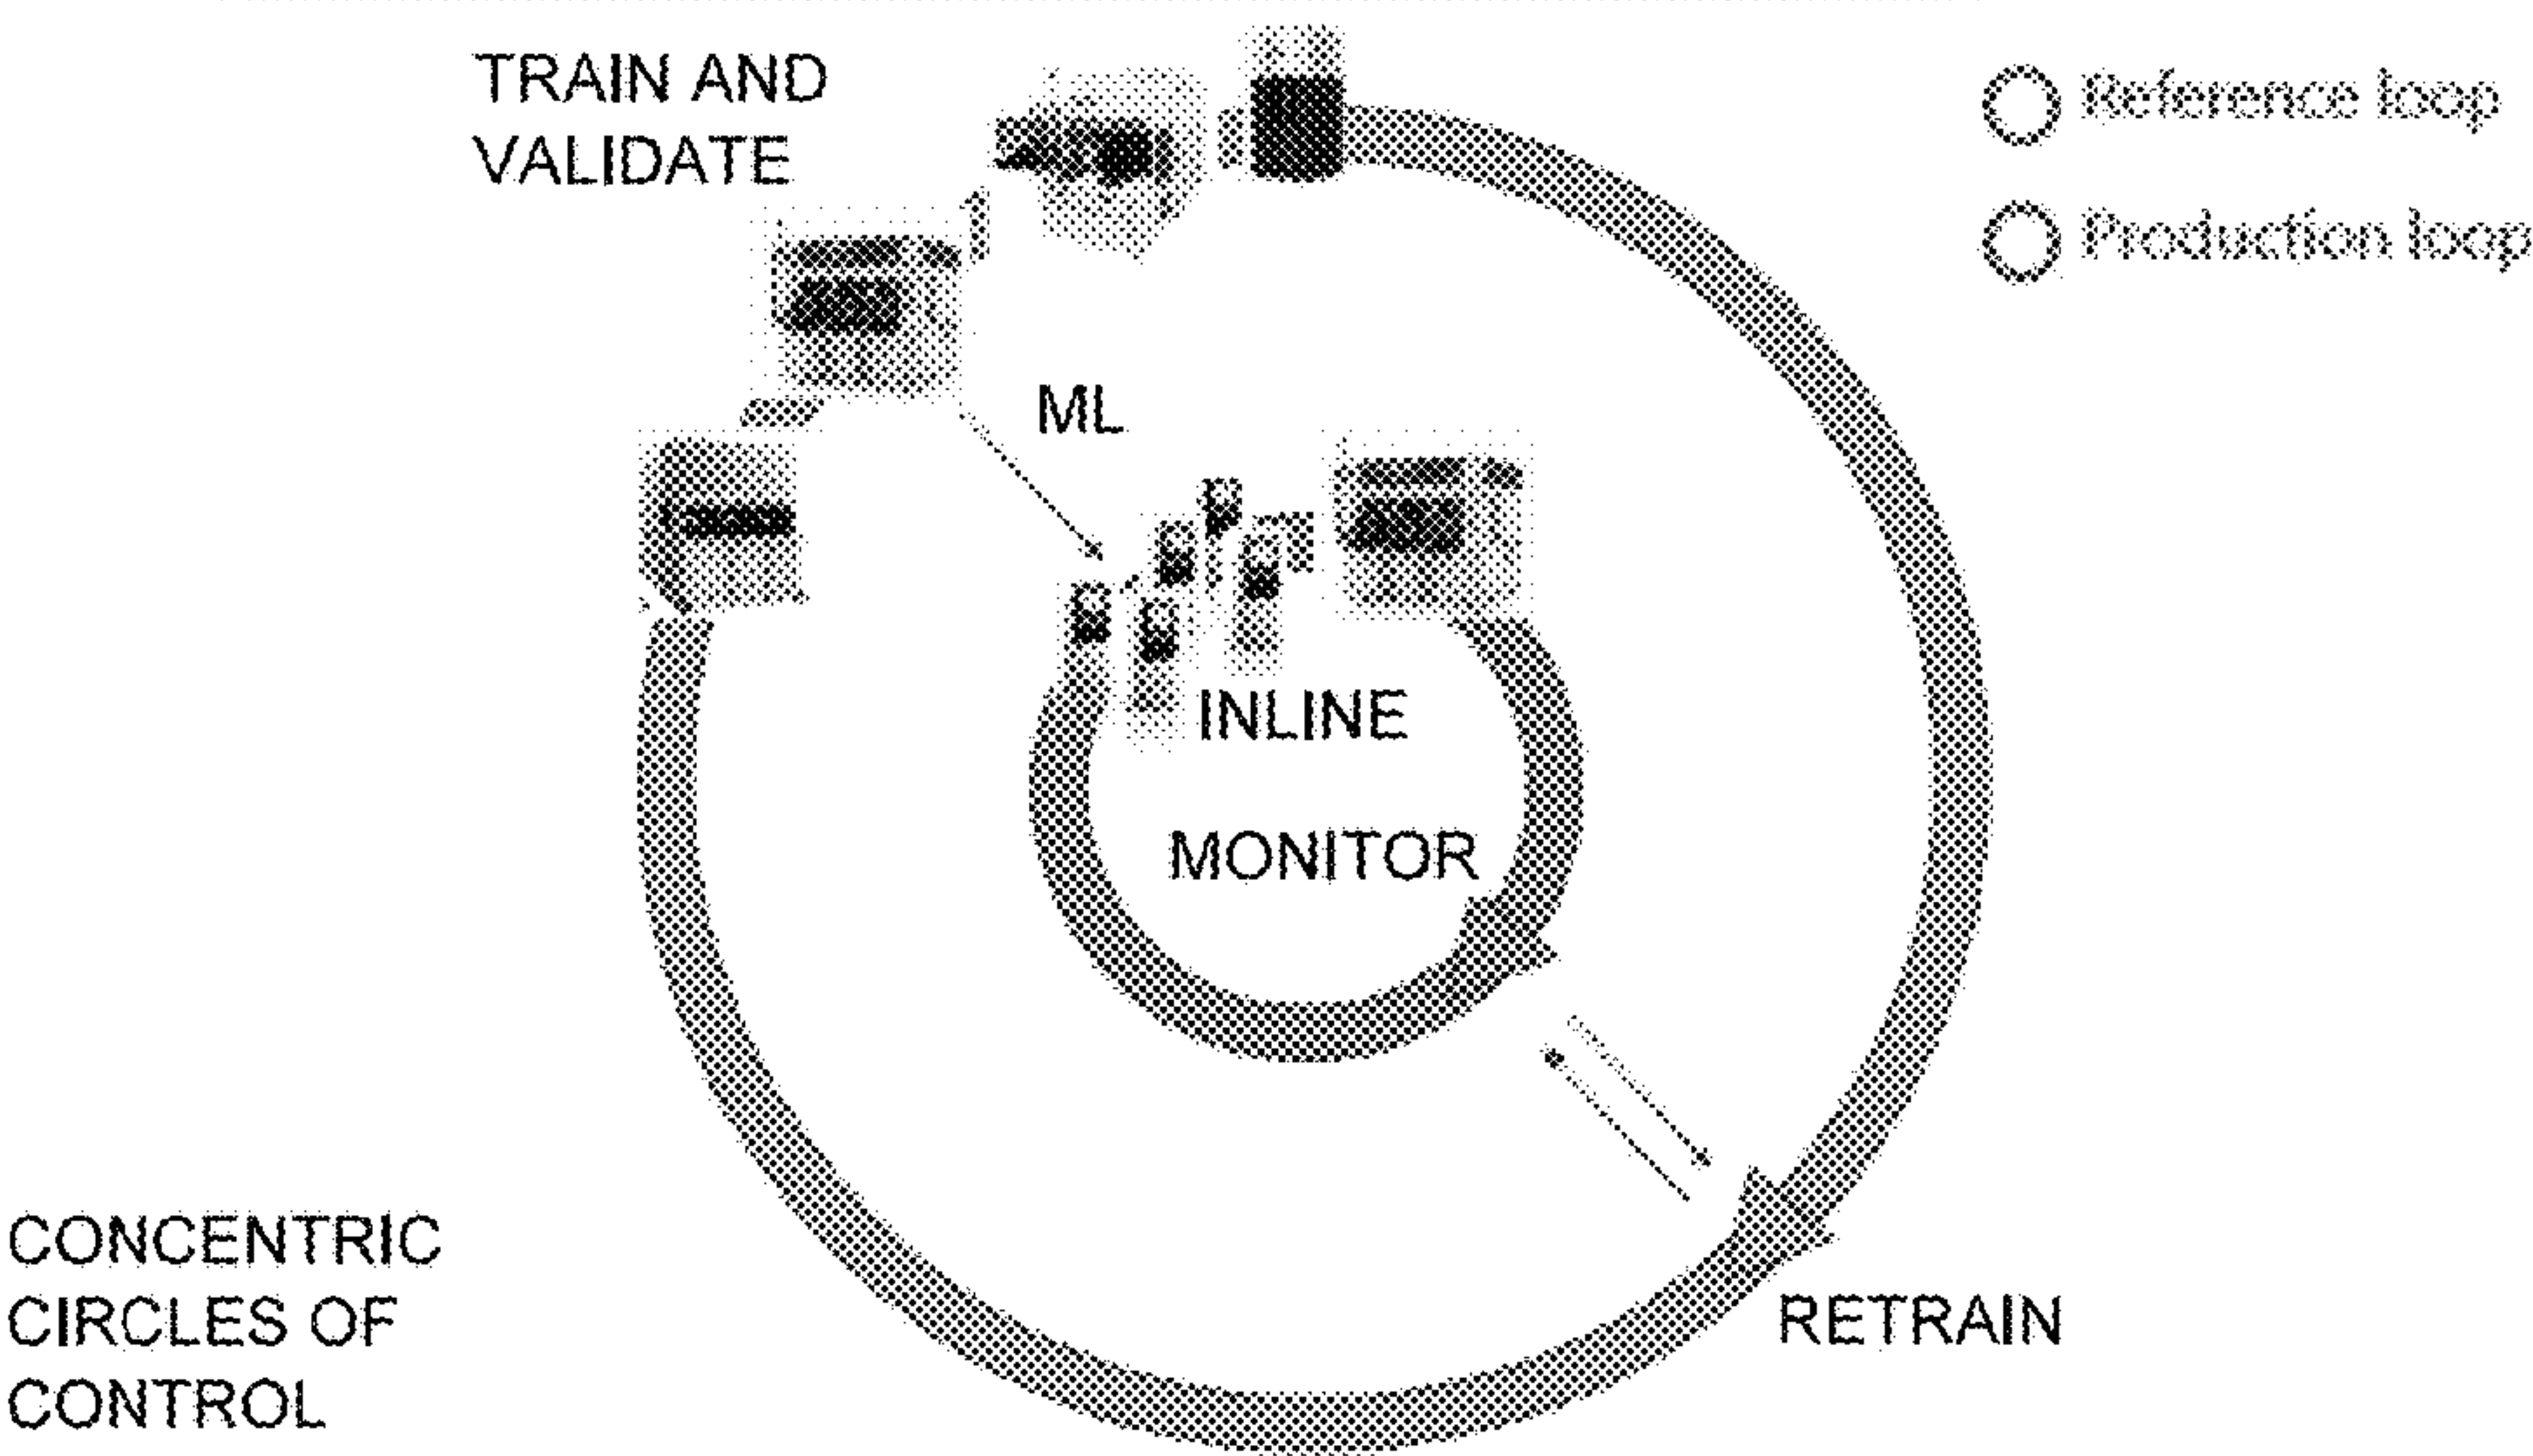 TRAIN AND
VALIDATE
Reference loop
Production loop
ML
INLINE
MONITOR
CONCENTRIC
CIRCLES OF
CONTROL
RETRAIN